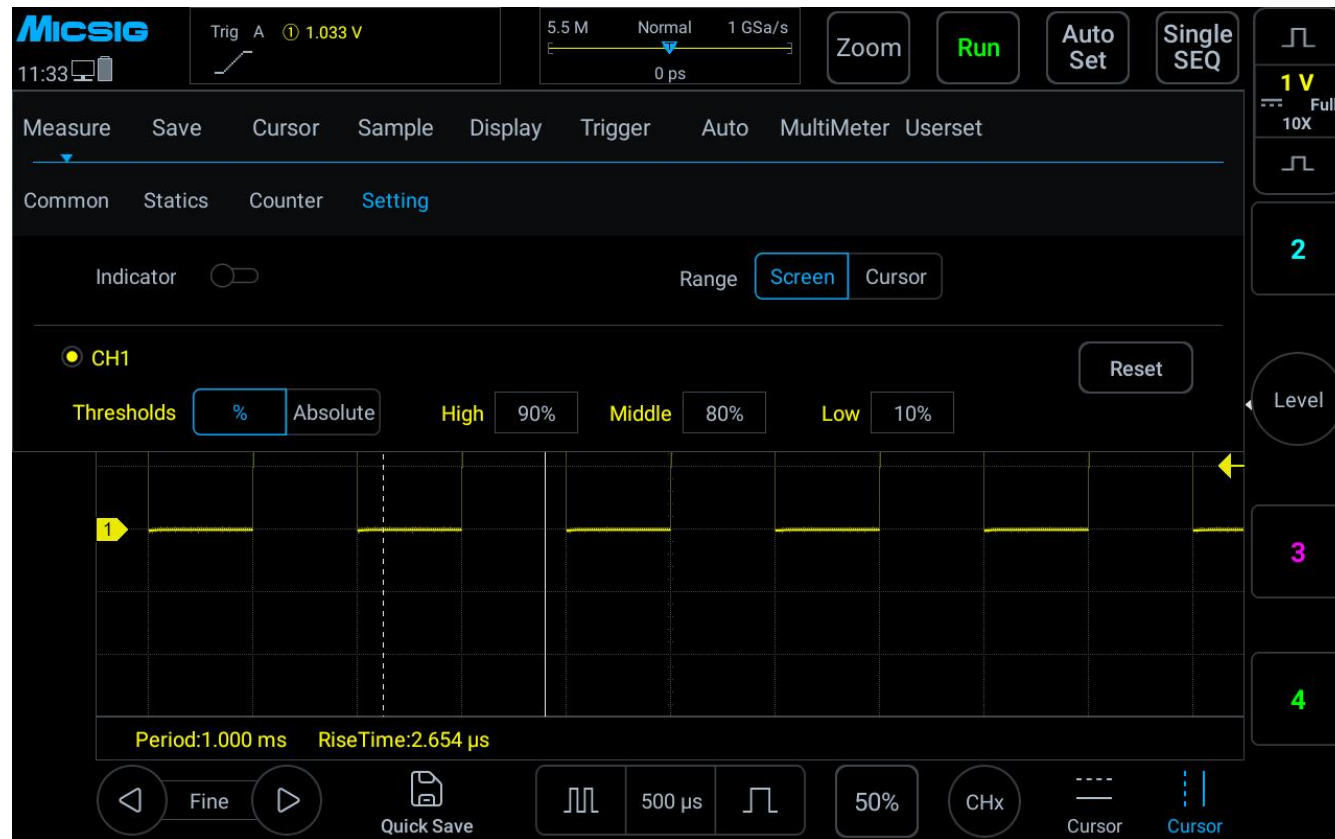 MICSIG
11:33
Trig A ① 1.033 V
5.5 M Normal 1 GSa/s
T
0 ps
Zoom
Run
Auto
Set
Single
SEQ
1 V
Full
10X
Measure Save Cursor Sample Display Trigger Auto MultiMeter Userset
Common Statics Counter Setting
Indicator
Range Screen Cursor
CH1
Reset
Thresholds % Absolute High 90% Middle 80% Low 10%
2
Level
3
4
1
Period:1.000 ms RiseTime:2.654 µs
Fine
Quick Save
500 µs
50%
CHx
Cursor
Cursor